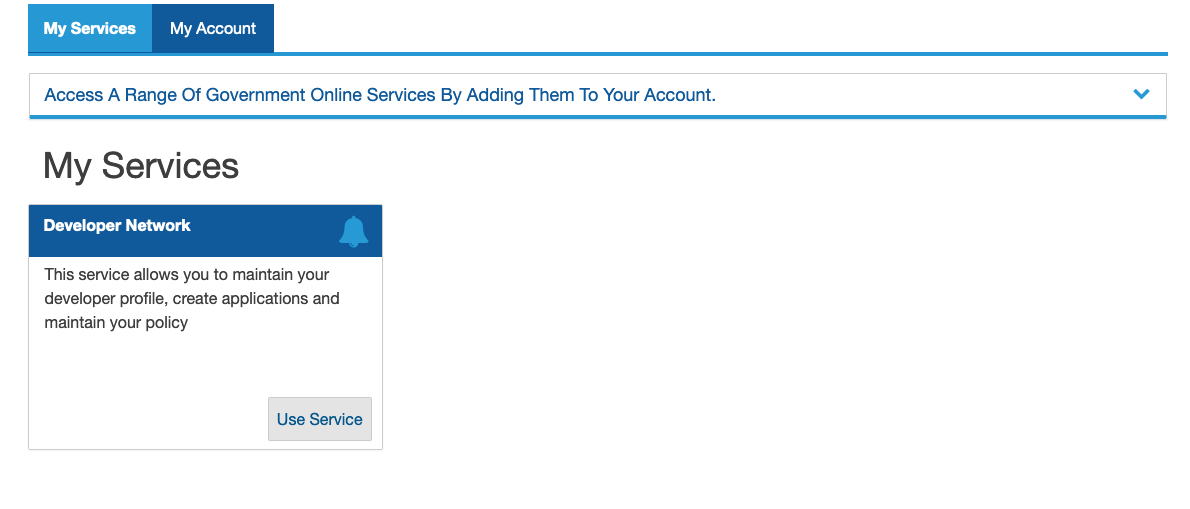 My Services
My Account
Access A Range Of Government Online Services By Adding Them To Your Account.
My Services
Developer Network
This service allows you to maintain your
developer profile, create applications and
maintain your policy
Use Service